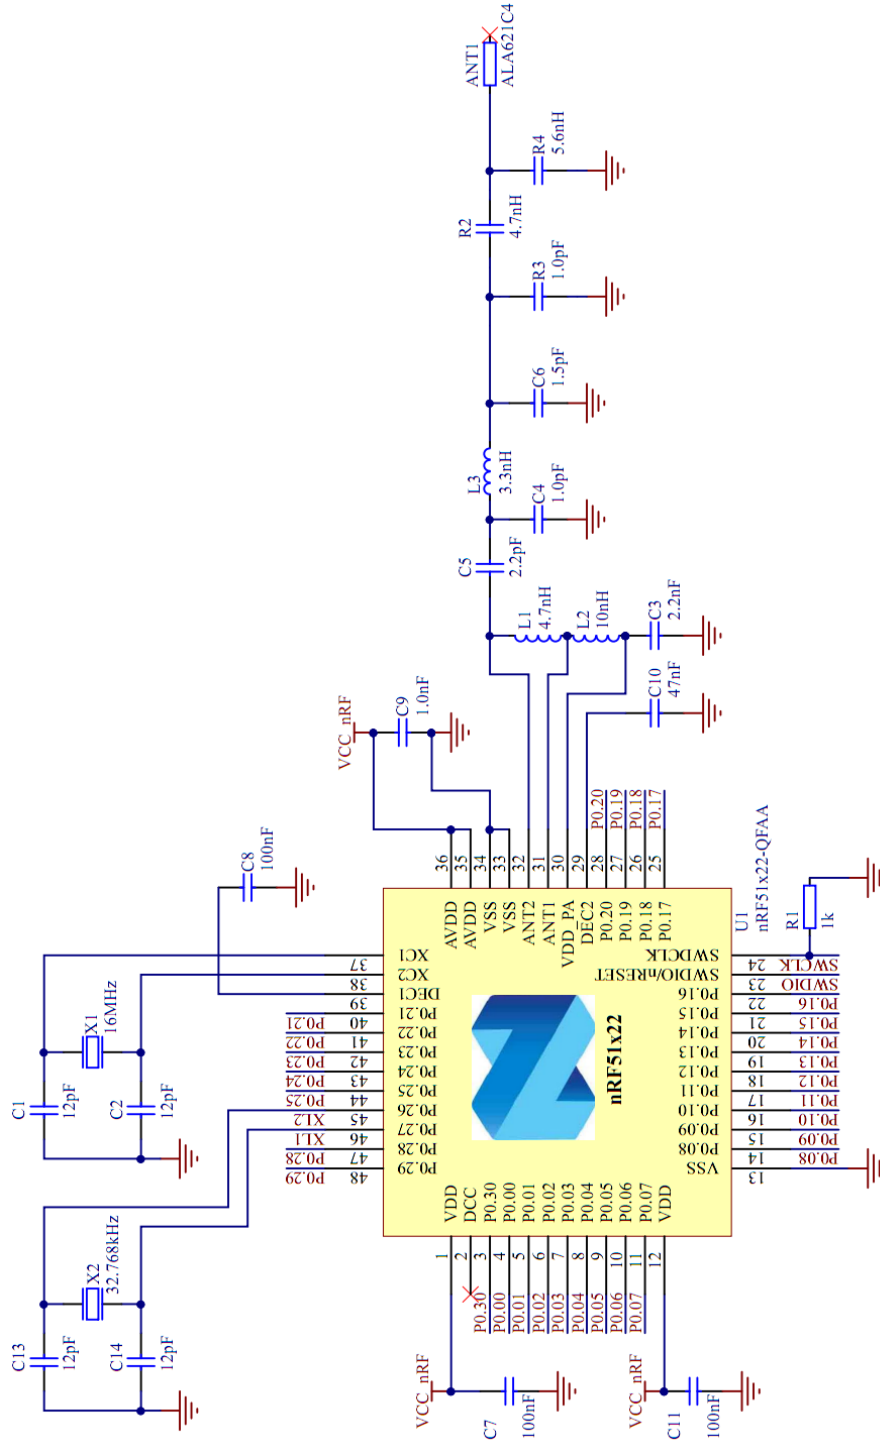 ANT1
ALA621C4
R4
5.6nH
R2
4.7nH
R3
1.0pF
C6
1.5pF
L3
3.3nH
C4
1.0pF
C5
2.2pF
L1
4.7nH
L2
10nH
C3
2.2nF
C10
47nF
VCC_nRF
C9
1.0nF
C8
100nF
X1
16MHz
C1
12pF
C2
12pF
X2
32.768kHz
C13
12pF
C14
12pF
U1
nRF51x22-QFAA
nRF51x22
36 AVDD
35 AVDD
34 VSS
33 VSS
32 ANT2
31 ANT1
30 VDD_PA
29 DEC2
28 P0.20 P0.20
27 P0.19 P0.19
26 P0.18 P0.18
25 P0.17 P0.17
37 XC1
38 XC2
39 DEC1
40 P0.21 P0.21
41 P0.22 P0.22
42 P0.23 P0.23
43 P0.24 P0.24
44 P0.25 P0.25
45 P0.26 XL2
46 P0.27 XL1
47 P0.28 P0.28
48 P0.29 P0.29
SWDCLK 24 SWCLK
SWDIO/nRESET 23 SWDIO
P0.16 22 P0.16
P0.15 21 P0.15
P0.14 20 P0.14
P0.13 19 P0.13
P0.12 18 P0.12
P0.11 17 P0.11
P0.10 16 P0.10
P0.09 15 P0.09
P0.08 14 P0.08
VSS 13
R1
1k
1 VDD
2 DCC
3 P0.30 P0.30
4 P0.00 P0.00
5 P0.01 P0.01
6 P0.02 P0.02
7 P0.03 P0.03
8 P0.04 P0.04
9 P0.05 P0.05
10 P0.06 P0.06
11 P0.07 P0.07
12 VDD
VCC_nRF
C7
100nF
VCC_nRF
C11
100nF